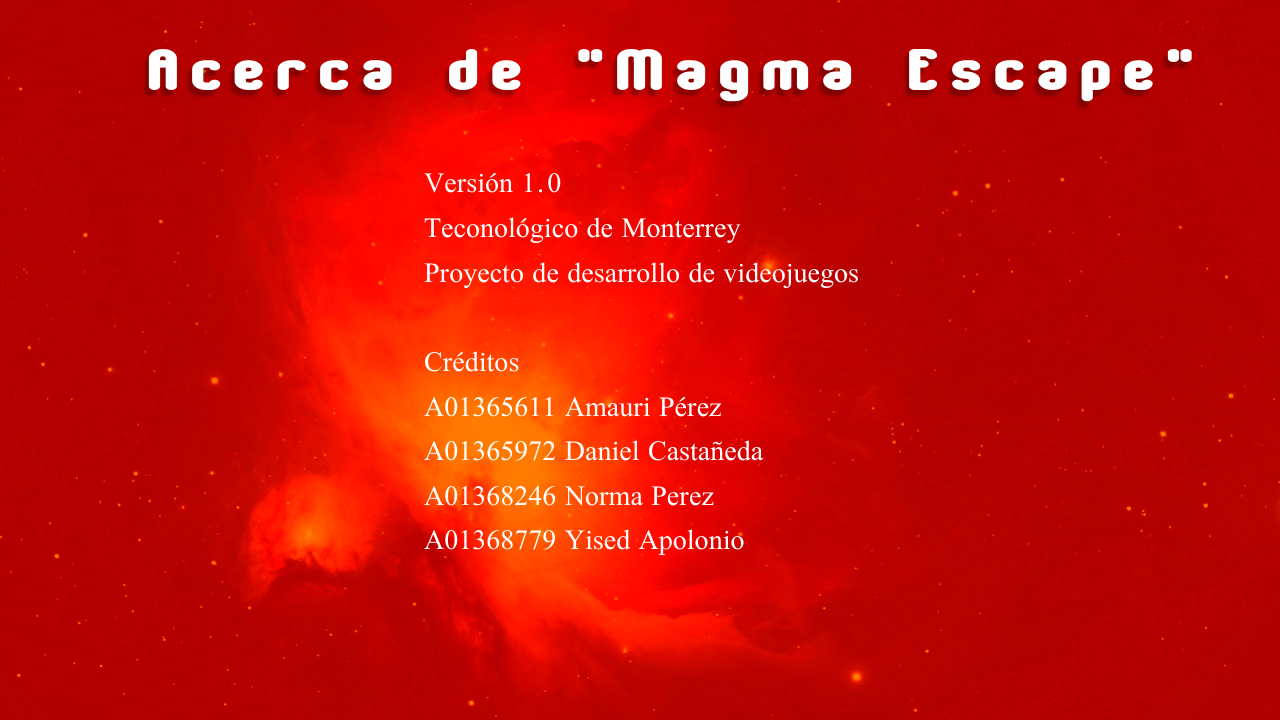 Acerca de "Magma Escape"
Versión 1.0
Teconológico de Monterrey
Proyecto de desarrollo de videojuegos
Créditos
A01365611 Amauri Pérez
A01365972 Daniel Castañeda
A01368246 Norma Perez
A01368779 Yised Apolonio